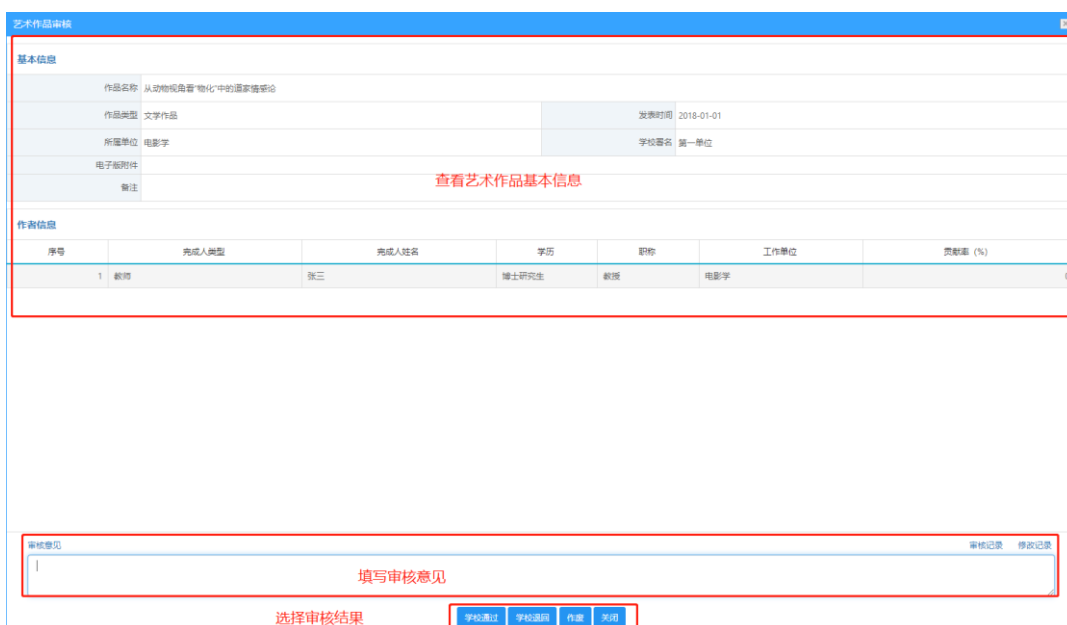 艺术作品审核
基本信息
作品名称 从动物视角看"物化"中的道家情感论
作品类型 文学作品 发表时间 2018-01-01
所属单位 电影学 学校署名 第一单位
电子版附件
备注
查看艺术作品基本信息
作者信息
序号 完成人类型 完成人姓名 学历 职称 工作单位 贡献率（%）
1 教师 张三 博士研究生 教授 电影学
审核意见 审核记录 修改记录
填写审核意见
选择审核结果 学校通过 学校退回 作废 关闭